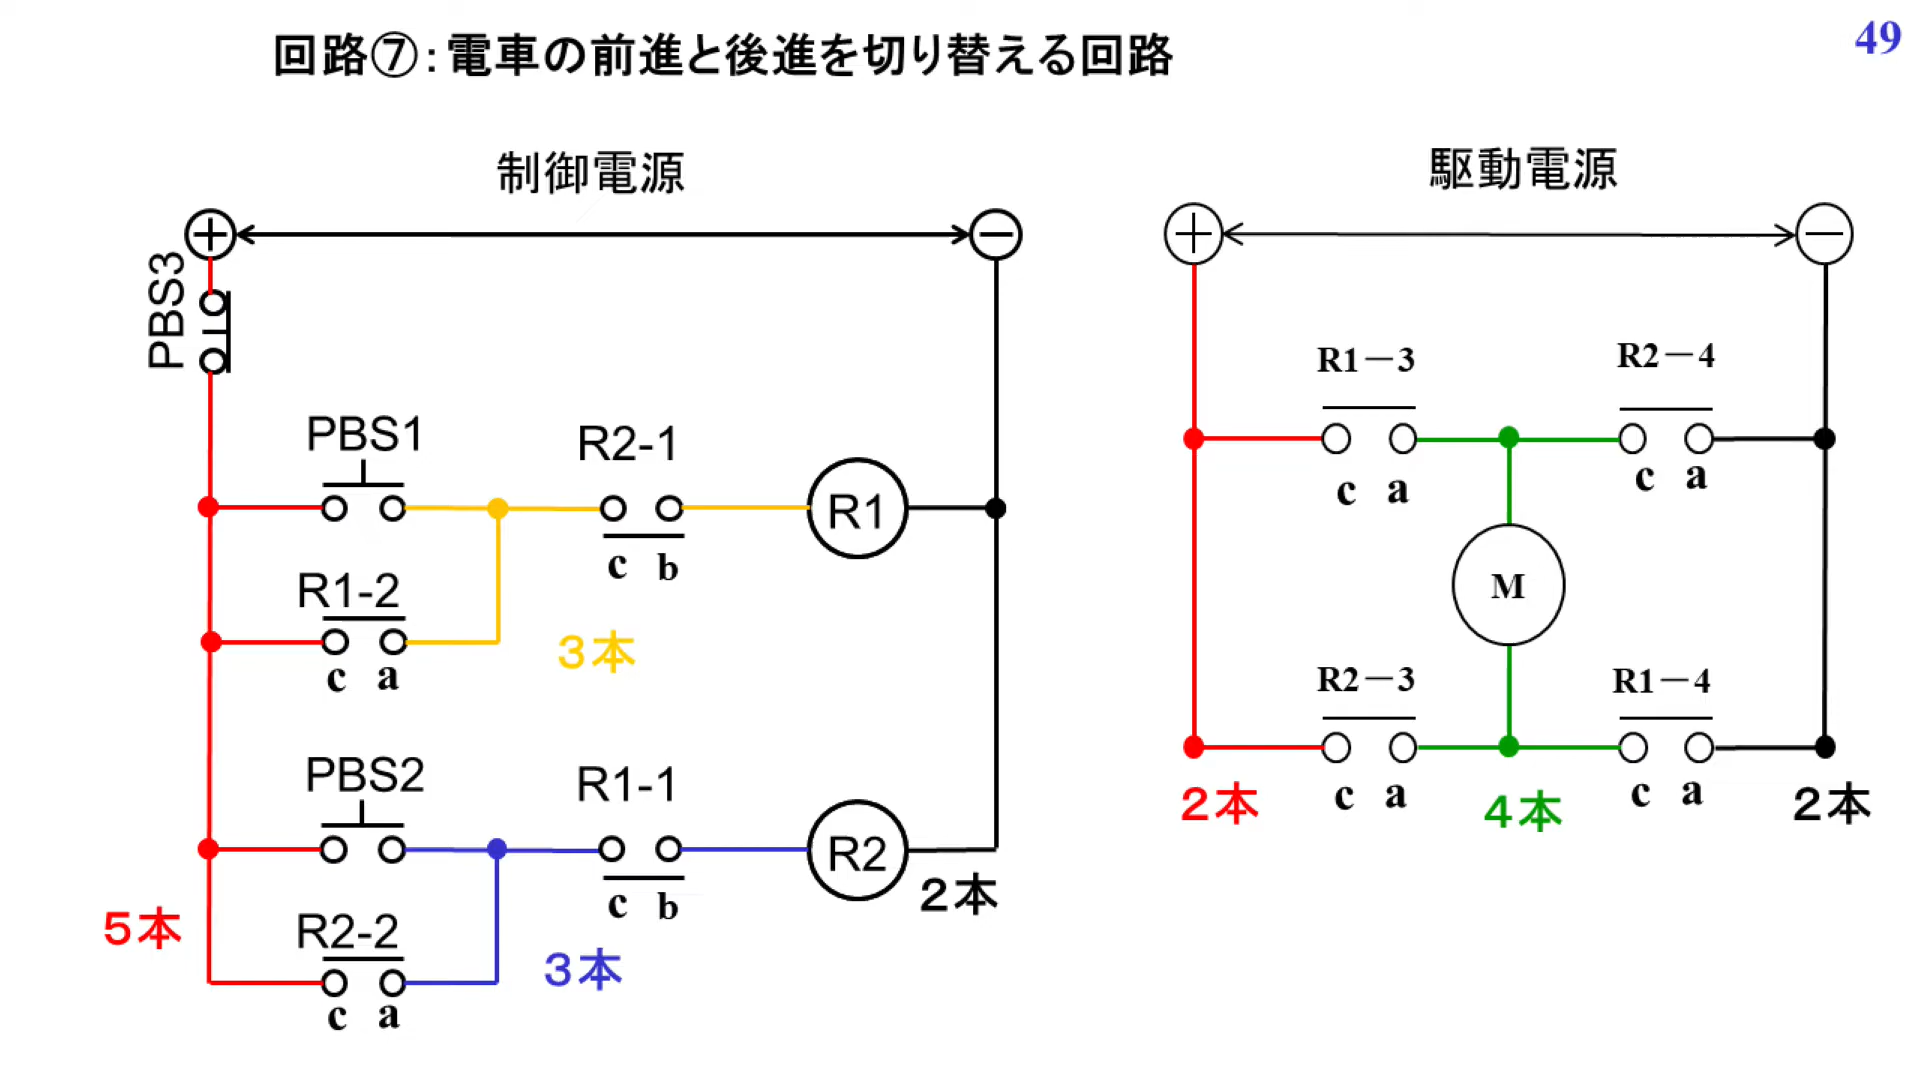 回路⑦：電車の前進と後進を切り替える回路
49
制御電源
駆動電源
PBS3
PBS1
R2-1
R1
c b
R1-2
c a
３本
PBS2
R1-1
R2
c b
２本
５本
R2-2
c a
３本
R1－3
R2－4
c a
c a
M
R2－3
R1－4
c a
c a
２本
４本
２本